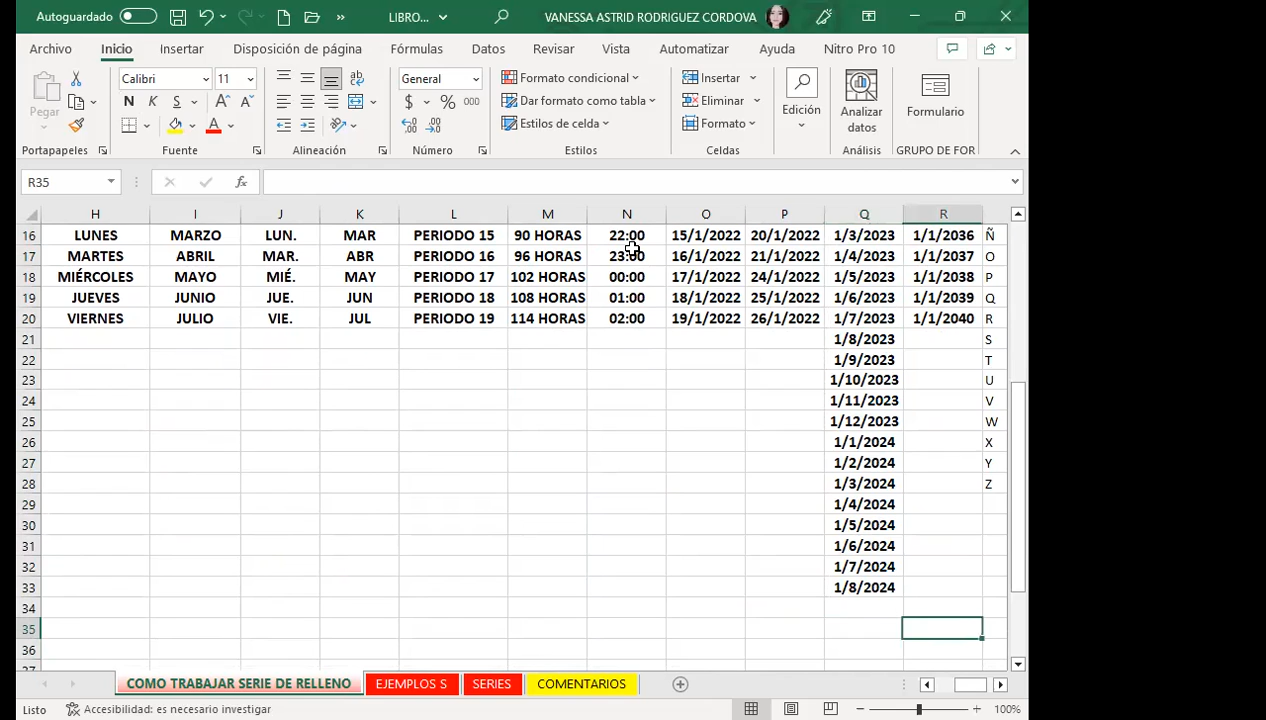 Autoguardado LIBRO... VANESSA ASTRID RODRIGUEZ CORDOVA
Archivo Inicio Insertar Disposición de página Fórmulas Datos Revisar Vista Automatizar Ayuda Nitro Pro 10
Pegar Calibri 11 General Formato condicional Insertar
N K S $ % 000 Dar formato como tabla Eliminar Edición Analizar datos Formulario
Estilos de celda Formato
Portapapeles Fuente Alineación Número Estilos Celdas Análisis GRUPO DE FOR
R35 fx
H I J K L M N O P Q R
16 LUNES MARZO LUN. MAR PERIODO 15 90 HORAS 22:00 15/1/2022 20/1/2022 1/3/2023 1/1/2036 Ñ
17 MARTES ABRIL MAR. ABR PERIODO 16 96 HORAS 23:00 16/1/2022 21/1/2022 1/4/2023 1/1/2037 O
18 MIÉRCOLES MAYO MIÉ. MAY PERIODO 17 102 HORAS 00:00 17/1/2022 24/1/2022 1/5/2023 1/1/2038 P
19 JUEVES JUNIO JUE. JUN PERIODO 18 108 HORAS 01:00 18/1/2022 25/1/2022 1/6/2023 1/1/2039 Q
20 VIERNES JULIO VIE. JUL PERIODO 19 114 HORAS 02:00 19/1/2022 26/1/2022 1/7/2023 1/1/2040 R
21 1/8/2023 S
22 1/9/2023 T
23 1/10/2023 U
24 1/11/2023 V
25 1/12/2023 W
26 1/1/2024 X
27 1/2/2024 Y
28 1/3/2024 Z
29 1/4/2024
30 1/5/2024
31 1/6/2024
32 1/7/2024
33 1/8/2024
34
35
36
37
COMO TRABAJAR SERIE DE RELLENO EJEMPLOS S SERIES COMENTARIOS
Listo Accesibilidad: es necesario investigar 100%